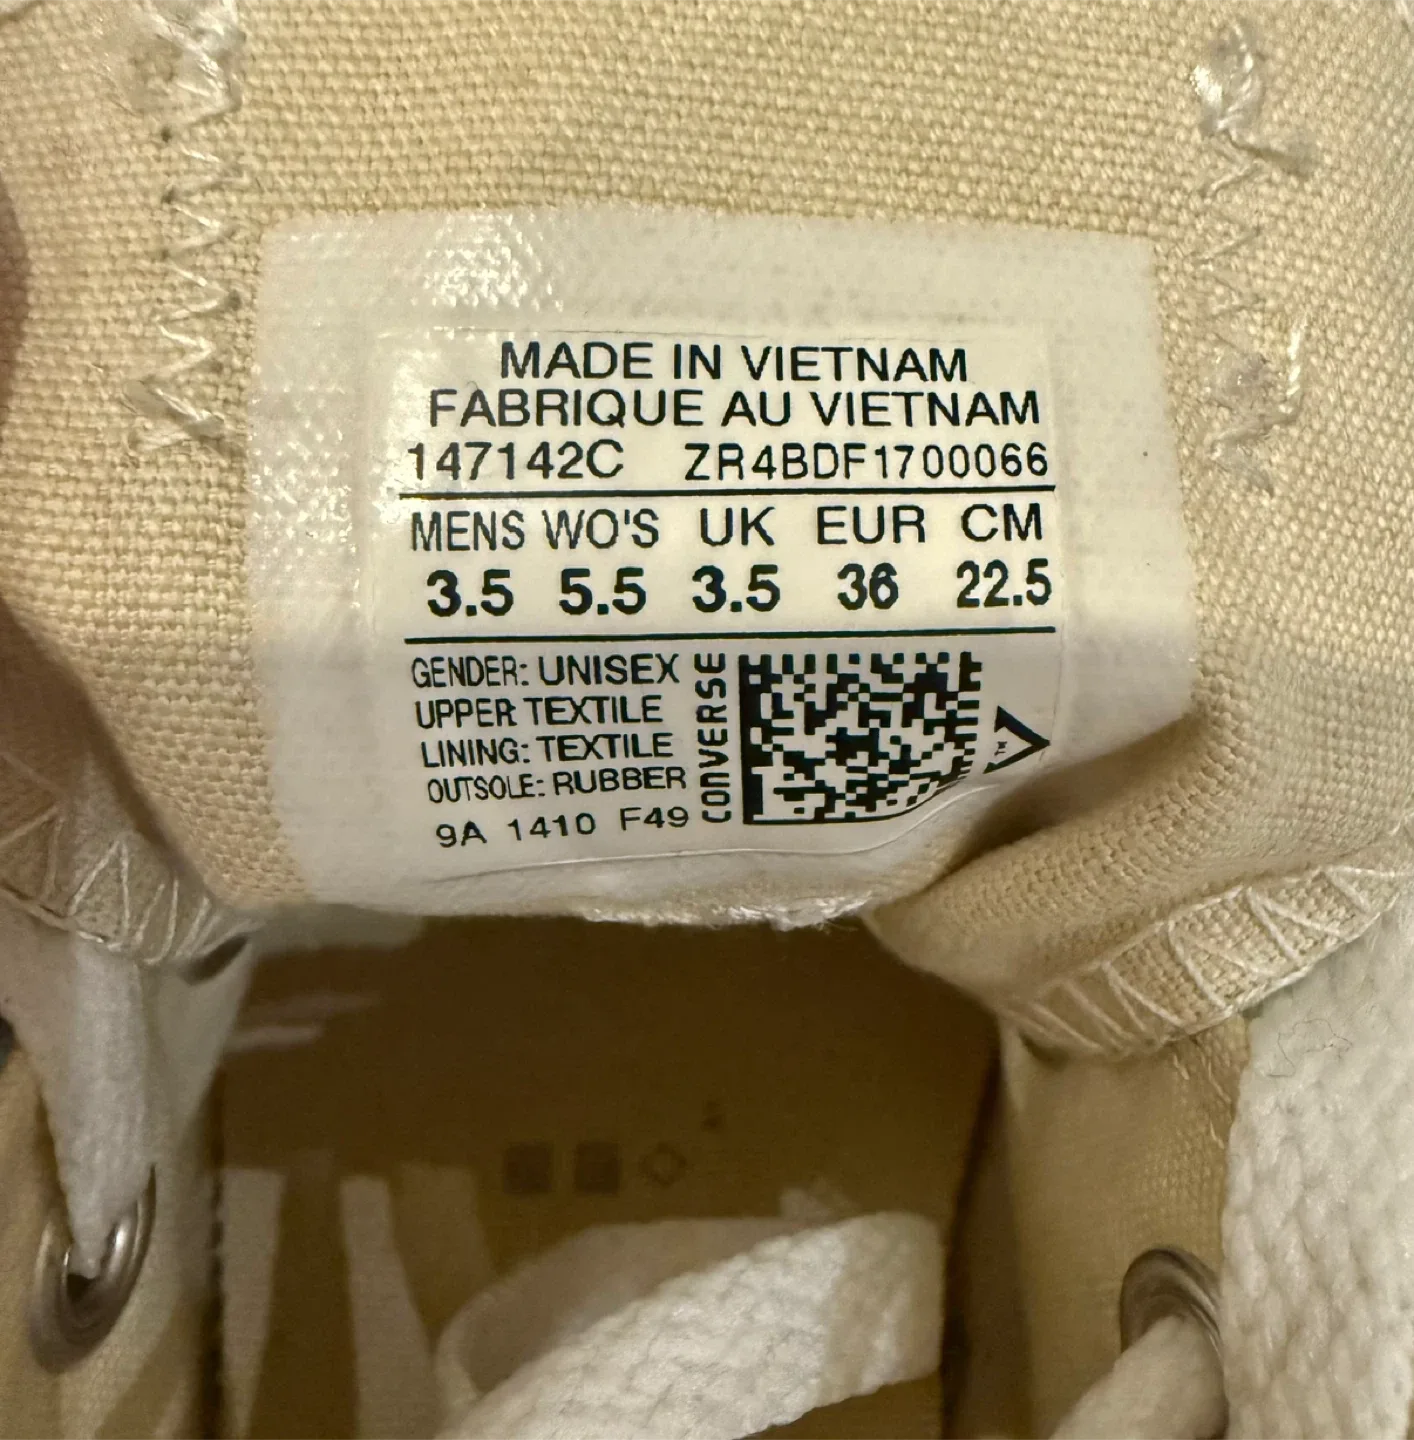 MADE IN VIETNAM
FABRIQUE AU VIETNAM
147142C ZR4BDF1700066
MENS WO'S UK EUR CM
3.5 5.5 3.5 36 22.5
GENDER: UNISEX
UPPER TEXTILE
LINING: TEXTILE
OUTSOLE: RUBBER
9A 1410 F49
CONVERSE
TM